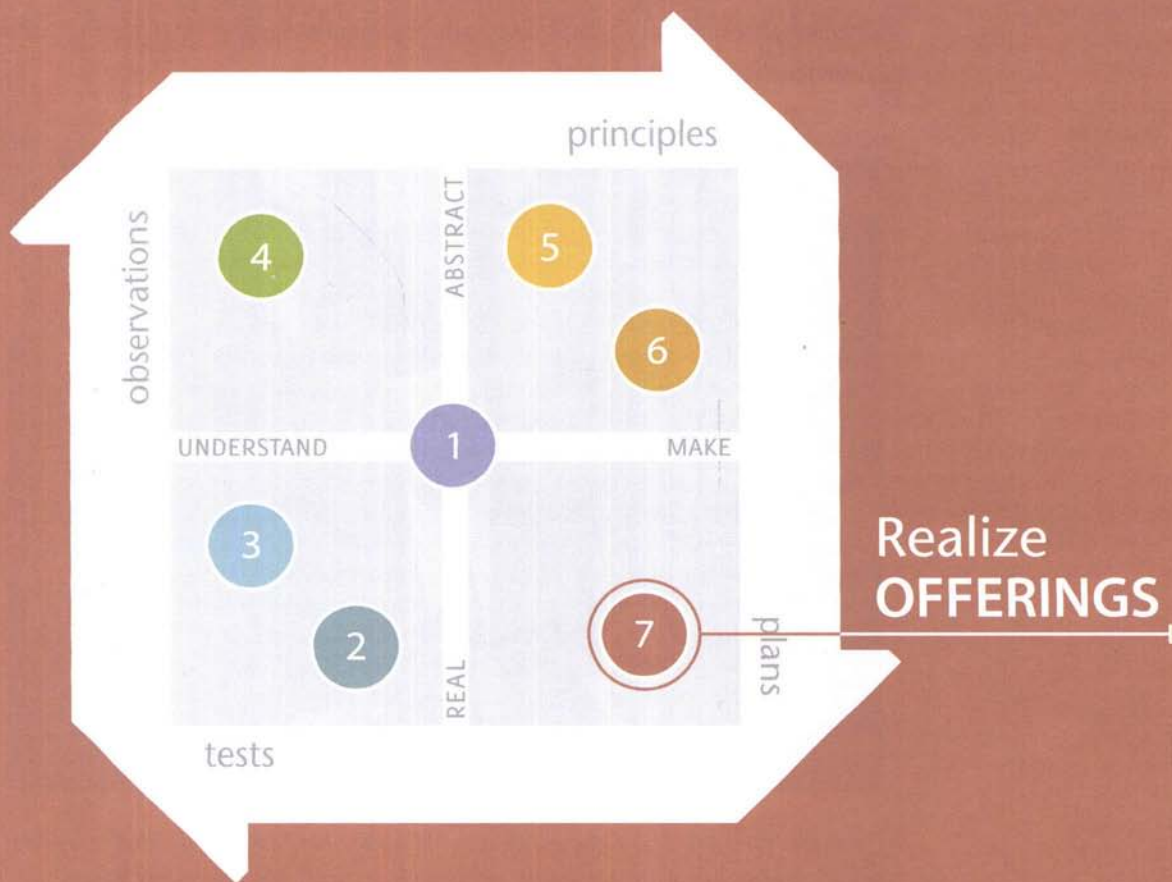 principles
observations
ABSTRACT
4
5
6
UNDERSTAND
1
MAKE
3
2
7
REAL
plans
Realize
OFFERINGS
tests